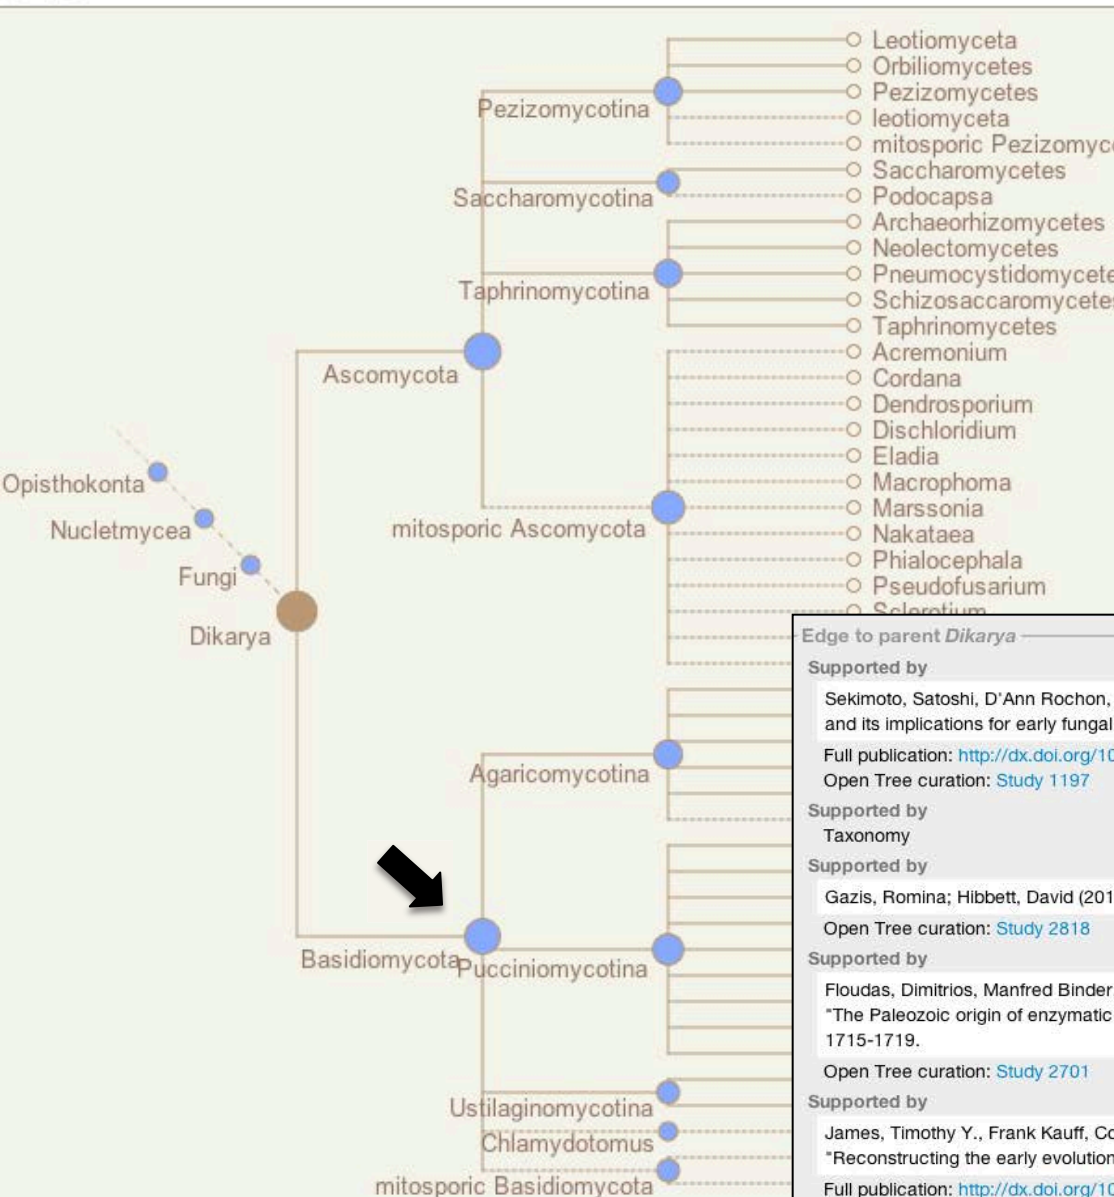 Leotiomyceta
Orbiliomycetes
Pezizomycotina
Pezizomycetes
leotiomyceta
mitosporic Pezizomyc
Saccharomycetes
Saccharomycotina
Podocapsa
Archaeorhizomycetes
Neolectomycetes
Taphrinomycotina
Pneumocystidomycete
Schizosaccaromycetes
Taphrinomycetes
Ascomycota
Acremonium
Cordana
Dendrosporium
Dischloridium
Eladia
Opisthokonta
Macrophoma
mitosporic Ascomycota
Marssonia
Nucletmycea
Nakataea
Phialocephala
Fungi
Pseudofusarium
Sclerotium
Dikarya
Edge to parent Dikarya
Supported by
Sekimoto, Satoshi, D'Ann Rochon,
and its implications for early fungal
Full publication: http://dx.doi.org/10
Open Tree curation: Study 1197
Supported by
Taxonomy
Supported by
Gazis, Romina; Hibbett, David (201
Open Tree curation: Study 2818
Supported by
Floudas, Dimitrios, Manfred Binder
"The Paleozoic origin of enzymatic
1715-1719.
Open Tree curation: Study 2701
Supported by
James, Timothy Y., Frank Kauff, Co
"Reconstructing the early evolution
Full publication: http://dx.doi.org/10
Agaricomycotina
Basidiomycota
Pucciniomycotina
Ustilaginomycotina
Chlamydotomus
mitosporic Basidiomycota